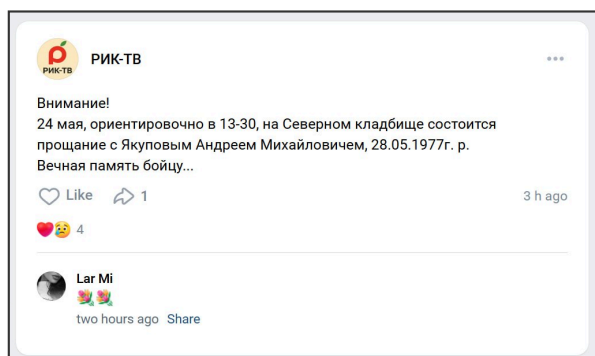 РИК-ТВ
РИК-ТВ
Внимание!
24 мая, ориентировочно в 13-30, на Северном кладбище состоится
прощание с Якуповым Андреем Михайловичем, 28.05.1977г. р.
Вечная память бойцу...
Like 1
3 h ago
4
Lar Mi
two hours ago Share